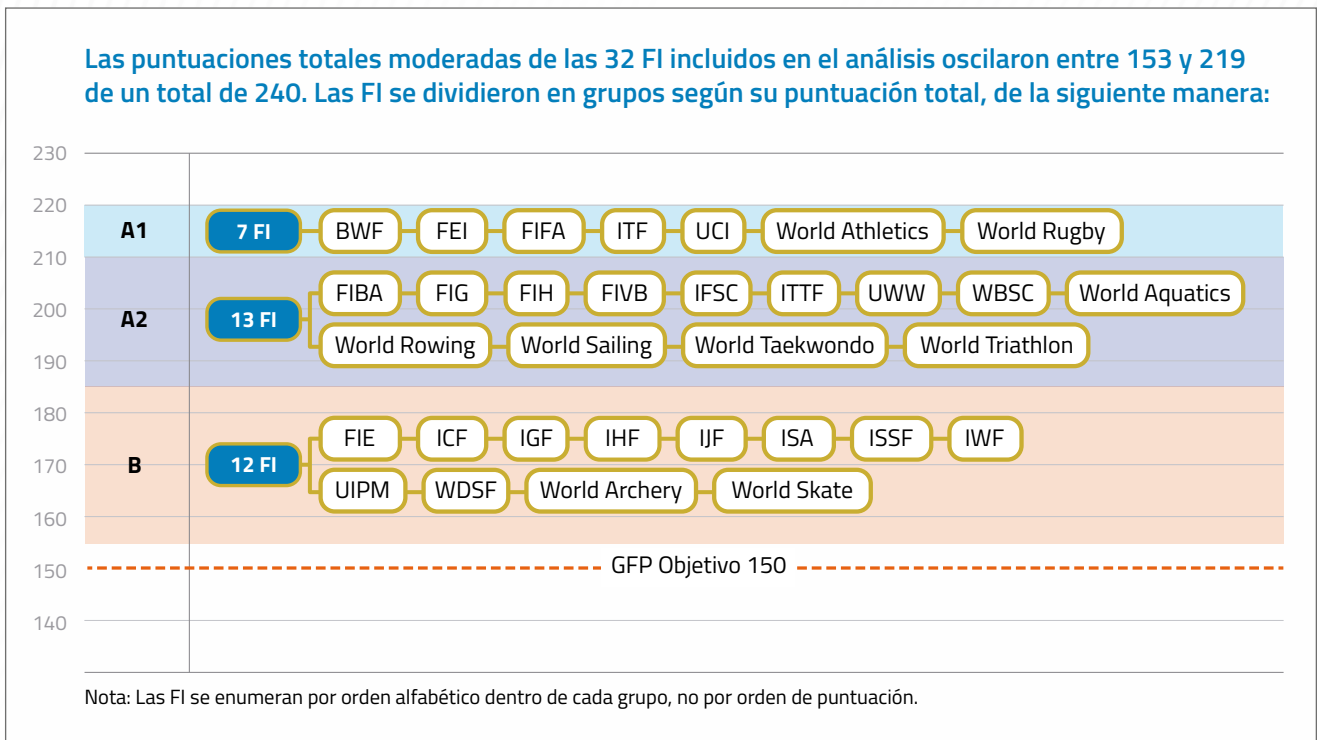 Las puntuaciones totales moderadas de las 32 FI incluidos en el análisis oscilaron entre 153 y 219
de un total de 240. Las FI se dividieron en grupos según su puntuación total, de la siguiente manera:
230
220
A1 7 FI BWF FEI FIFA ITF UCI World Athletics World Rugby
210
FIBA FIG FIH FIVB IFSC ITTF UWW WBSC World Aquatics
200
A2 13 FI
World Rowing World Sailing World Taekwondo World Triathlon
190
180
FIE ICF IGF IHF IJF ISA ISSF IWF
170
B 12 FI
UIPM WDSF World Archery World Skate
160
150 GFP Objetivo 150
140
Nota: Las FI se enumeran por orden alfabético dentro de cada grupo, no por orden de puntuación.